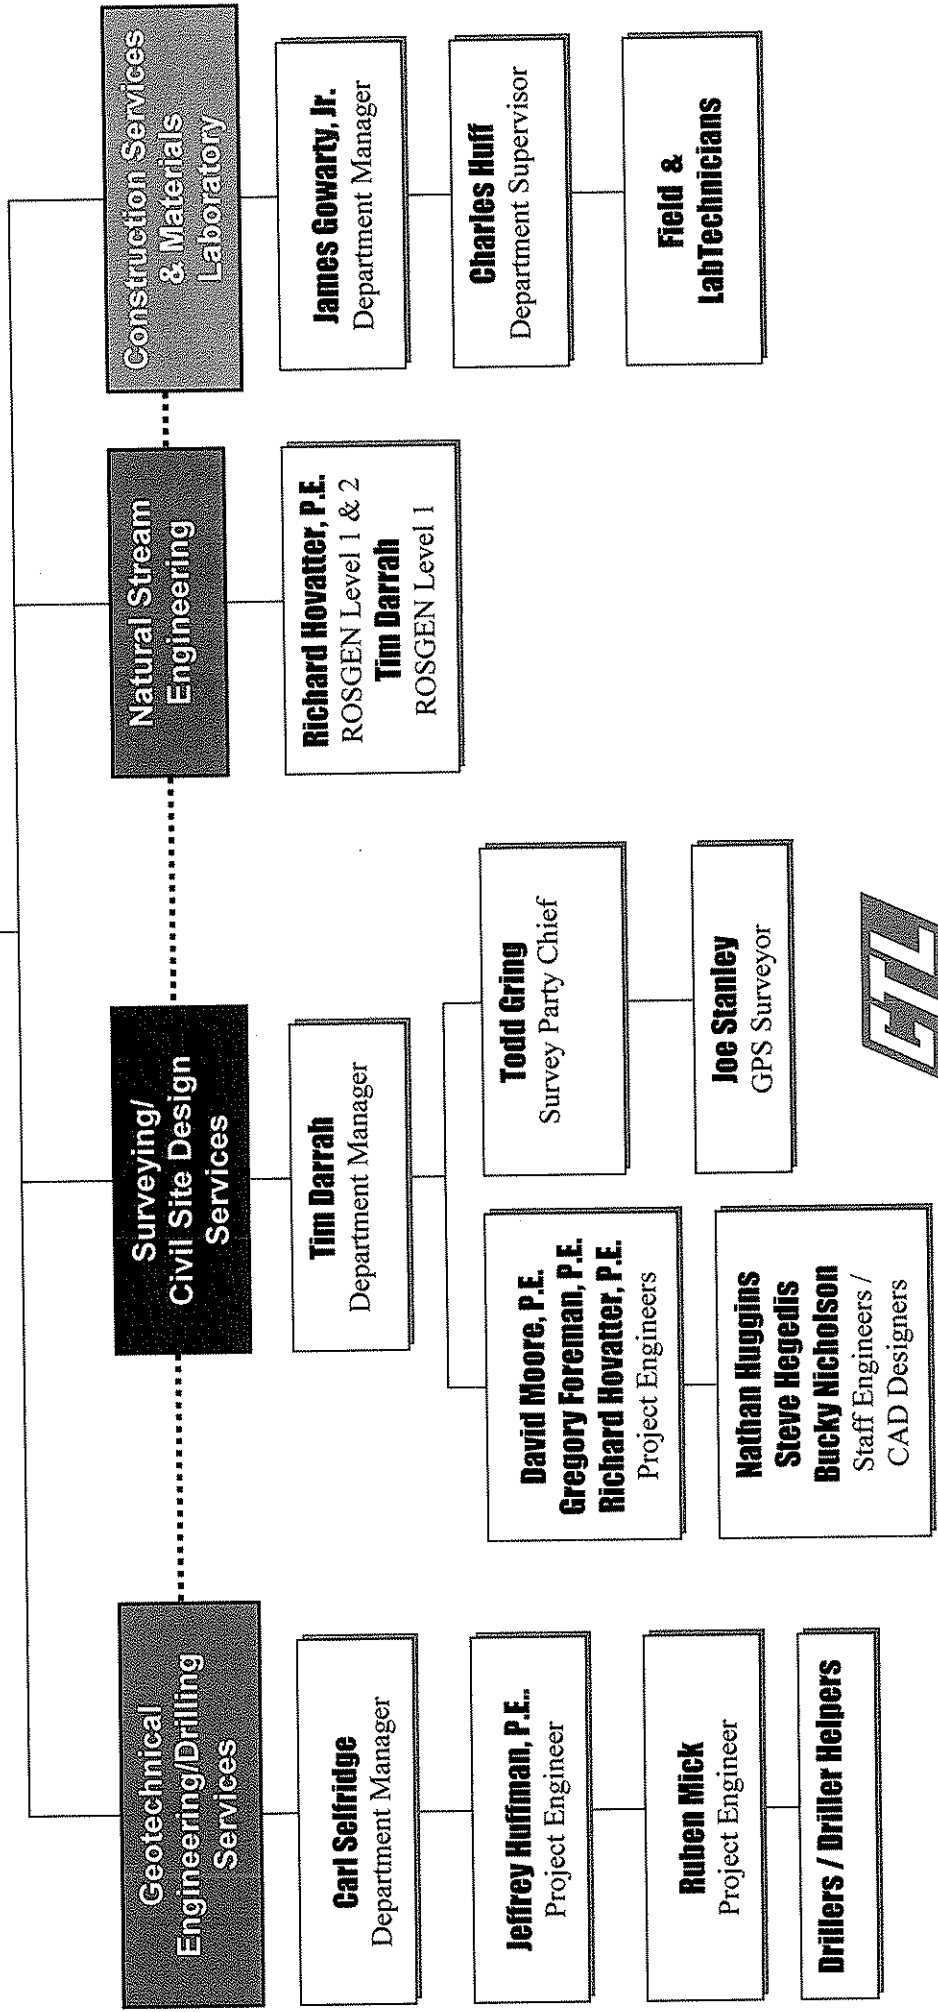 Geotechnical
Engineering/Drilling
Services
Carl Selfridge
Department Manager
Jeffrey Huffman, P.E..
Project Engineer
Ruben Mick
Project Engineer
Drillers / Driller Helpers
Surveying/
Civil Site Design
Services
Tim Darrah
Department Manager
David Moore, P.E.
Gregory Foreman, P.E.
Richard Hovatter, P.E.
Project Engineers
Nathan Huggins
Steve Hegedis
Bucky Nicholson
Staff Engineers /
CAD Designers
Todd Gring
Survey Party Chief
Joe Stanley
GPS Surveyor
Natural Stream
Engineering
Richard Hovatter, P.E.
ROSGEN Level 1 & 2
Tim Darrah
ROSGEN Level 1
Construction Services
& Materials
Laboratory
James Gowarty, Jr.
Department Manager
Charles Huff
Department Supervisor
Field &
LabTechnicians
GTL